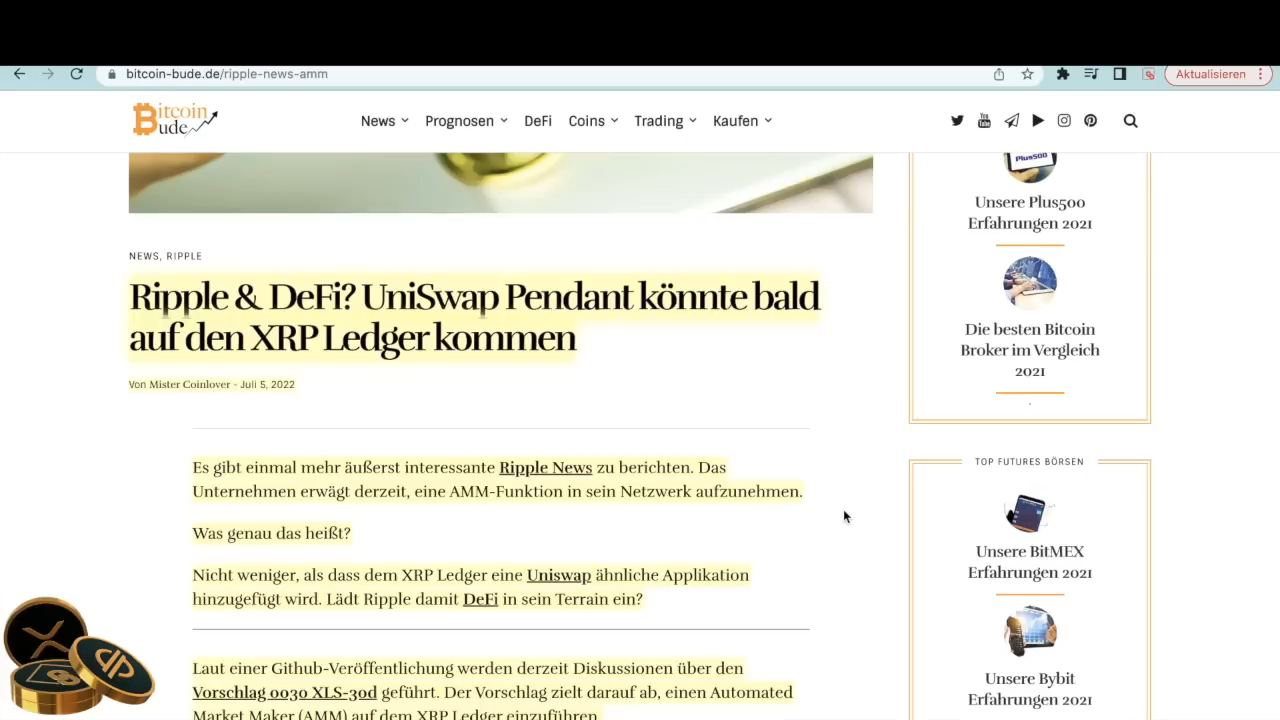 bitcoin-bude.de/ripple-news-amm
Aktualisieren
Bitcoin
Bude
News
Prognosen
DeFi
Coins
Trading
Kaufen
You
Tube
Plus500
Unsere Plus500
Erfahrungen 2021
Die besten Bitcoin
Broker im Vergleich
2021
.
NEWS, RIPPLE
Ripple & DeFi? UniSwap Pendant könnte bald
auf den XRP Ledger kommen
Von Mister Coinlover - Juli 5, 2022
Es gibt einmal mehr äußerst interessante Ripple News zu berichten. Das
Unternehmen erwägt derzeit, eine AMM-Funktion in sein Netzwerk aufzunehmen.
Was genau das heißt?
Nicht weniger, als dass dem XRP Ledger eine Uniswap ähnliche Applikation
hinzugefügt wird. Lädt Ripple damit DeFi in sein Terrain ein?
Laut einer Github-Veröffentlichung werden derzeit Diskussionen über den
Vorschlag 0030 XLS-30d geführt. Der Vorschlag zielt darauf ab, einen Automated
Market Maker (AMM) auf dem XRP Ledger einzuführen.
TOP FUTURES BÖRSEN
Unsere BitMEX
Erfahrungen 2021
Unsere Bybit
Erfahrungen 2021